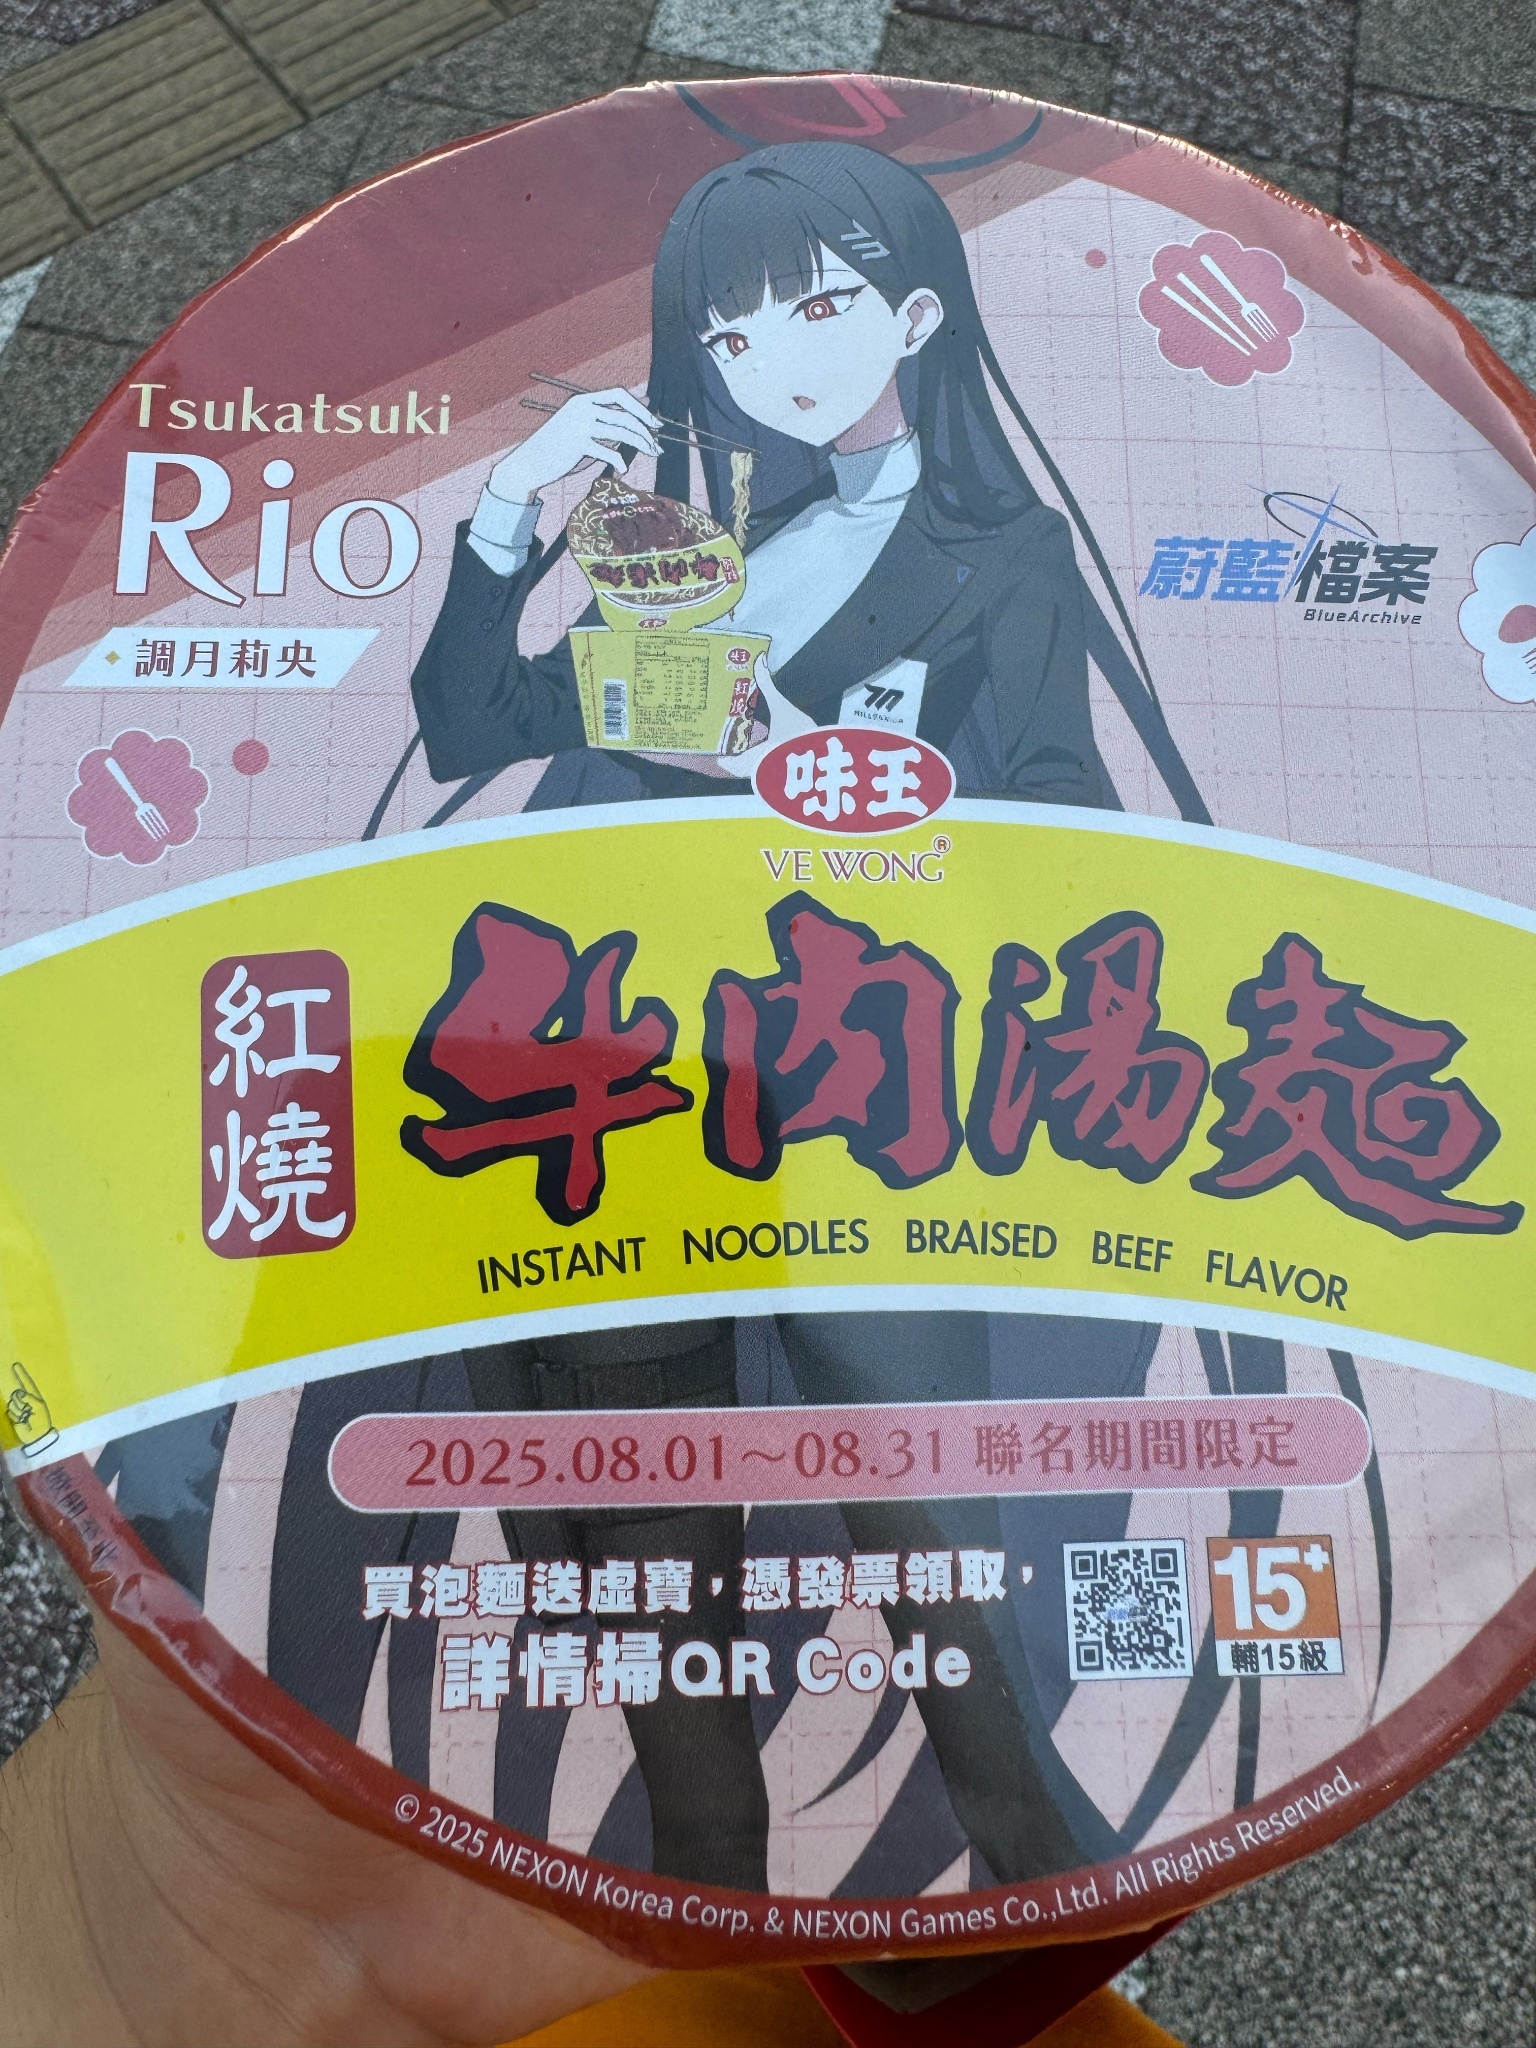 Tsukatsuki
Rio
調月莉央
蔚藍檔案
BlueArchive
味王
VE WONG®
紅燒
牛肉湯麵
INSTANT NOODLES BRAISED BEEF FLAVOR
2025.08.01～08.31 聯名期間限定
買泡麵送虛寶，憑發票領取，
詳情掃QR Code
15+
輔15級
© 2025 NEXON Korea Corp. & NEXON Games Co.,Ltd. All Rights Reserved.